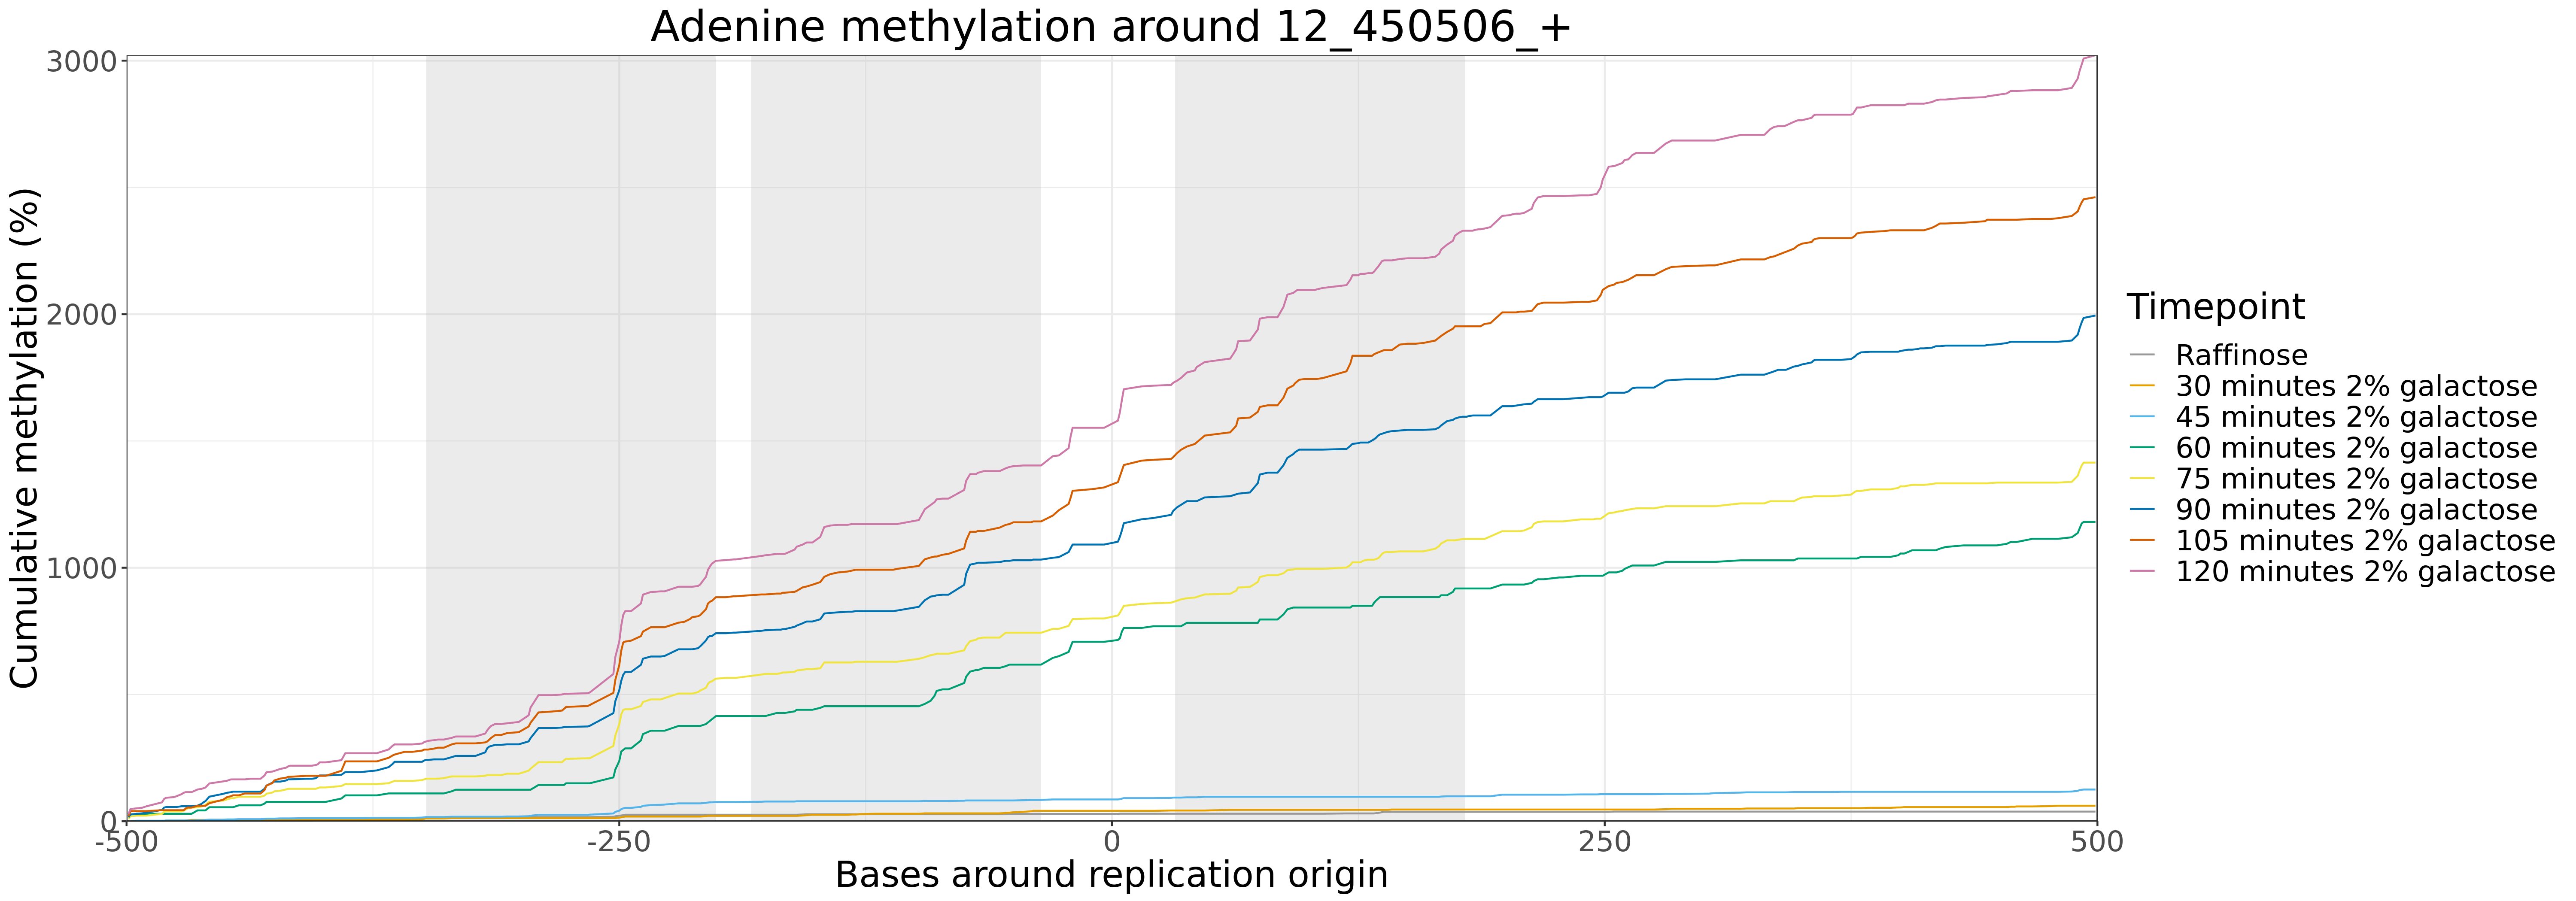 Adenine methylation around 12_450506_+
Cumulative methylation (%)
3000
2000
1000
0
-500
-250
0
250
500
Bases around replication origin
Timepoint
Raffinose
30 minutes 2% galactose
45 minutes 2% galactose
60 minutes 2% galactose
75 minutes 2% galactose
90 minutes 2% galactose
105 minutes 2% galactose
120 minutes 2% galactose